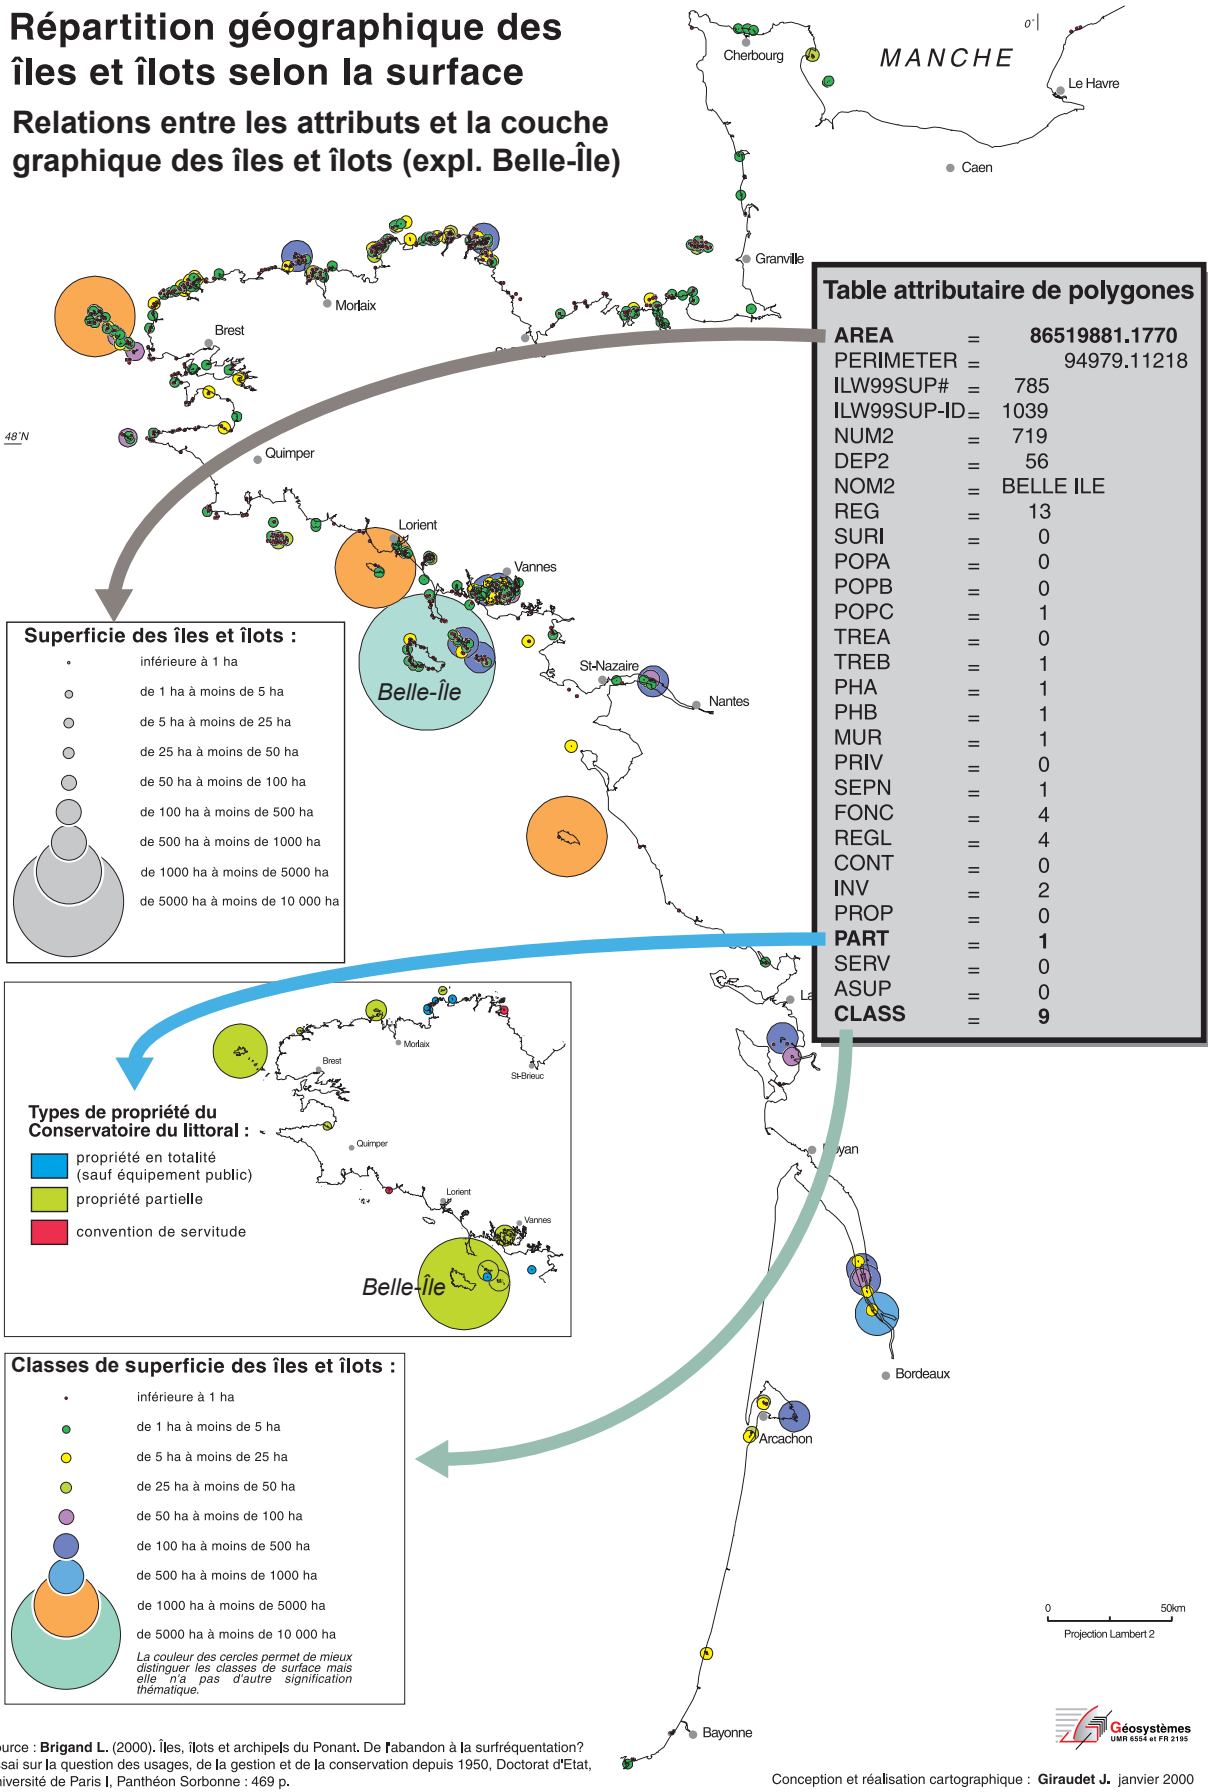 Répartition géographique des
îles et îlots selon la surface
Relations entre les attributs et la couche
graphique des îles et îlots (expl. Belle-Île)
0°
MANCHE
Cherbourg
Le Havre
Caen
Granville
Morlaix
Brest
48°N
Quimper
Lorient
Vannes
Belle-Île
St-Nazaire
Nantes
Bordeaux
Arcachon
Bayonne
Table attributaire de polygones
AREA = 86519881.1770
PERIMETER = 94979.11218
ILW99SUP# = 785
ILW99SUP-ID = 1039
NUM2 = 719
DEP2 = 56
NOM2 = BELLE ILE
REG = 13
SURI = 0
POPA = 0
POPB = 0
POPC = 1
TREA = 0
TREB = 1
PHA = 1
PHB = 1
MUR = 1
PRIV = 0
SEPN = 1
FONC = 4
REGL = 4
CONT = 0
INV = 2
PROP = 0
PART = 1
SERV = 0
ASUP = 0
CLASS = 9
Superficie des îles et îlots :
inférieure à 1 ha
de 1 ha à moins de 5 ha
de 5 ha à moins de 25 ha
de 25 ha à moins de 50 ha
de 50 ha à moins de 100 ha
de 100 ha à moins de 500 ha
de 500 ha à moins de 1000 ha
de 1000 ha à moins de 5000 ha
de 5000 ha à moins de 10 000 ha
Morlaix
Brest
St-Brieuc
Quimper
Lorient
Vannes
Belle-Île
Types de propriété du
Conservatoire du littoral :
propriété en totalité
(sauf équipement public)
propriété partielle
convention de servitude
Classes de superficie des îles et îlots :
inférieure à 1 ha
de 1 ha à moins de 5 ha
de 5 ha à moins de 25 ha
de 25 ha à moins de 50 ha
de 50 ha à moins de 100 ha
de 100 ha à moins de 500 ha
de 500 ha à moins de 1000 ha
de 1000 ha à moins de 5000 ha
de 5000 ha à moins de 10 000 ha
La couleur des cercles permet de mieux
distinguer les classes de surface mais
elle n'a pas d'autre signification
thématique.
0 50km
Projection Lambert 2
Géosystèmes
UMR 6554 et FR 2195
ource : Brigand L. (2000). Îles, îlots et archipels du Ponant. De l'abandon à la surfréquentation?
ssai sur la question des usages, de la gestion et de la conservation depuis 1950, Doctorat d'Etat,
niversité de Paris I, Panthéon Sorbonne : 469 p.
Conception et réalisation cartographique : Giraudet J. janvier 2000